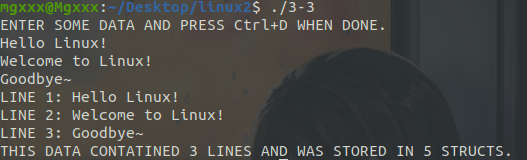 mgxxx@Mgxxx:~/Desktop/linux2$ ./3-3
ENTER SOME DATA AND PRESS Ctrl+D WHEN DONE.
Hello Linux!
Welcome to Linux!
Goodbye~
LINE 1: Hello Linux!
LINE 2: Welcome to Linux!
LINE 3: Goodbye~
THIS DATA CONTATINED 3 LINES AND WAS STORED IN 5 STRUCTS.